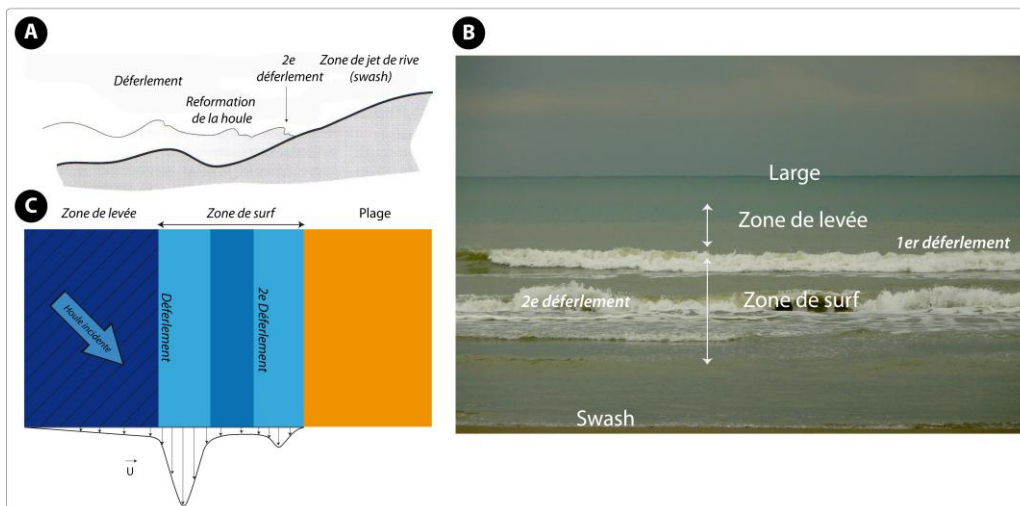 A
Déferlement
Reformation
de la houle
2e
déferlement
Zone de jet de rive
(swash)
B
Large
Zone de levée
1er déferlement
2e déferlement
Zone de surf
Swash
C
Zone de levée
Zone de surf
Plage
Houle incidente
Déferlement
2e Déferlement
U